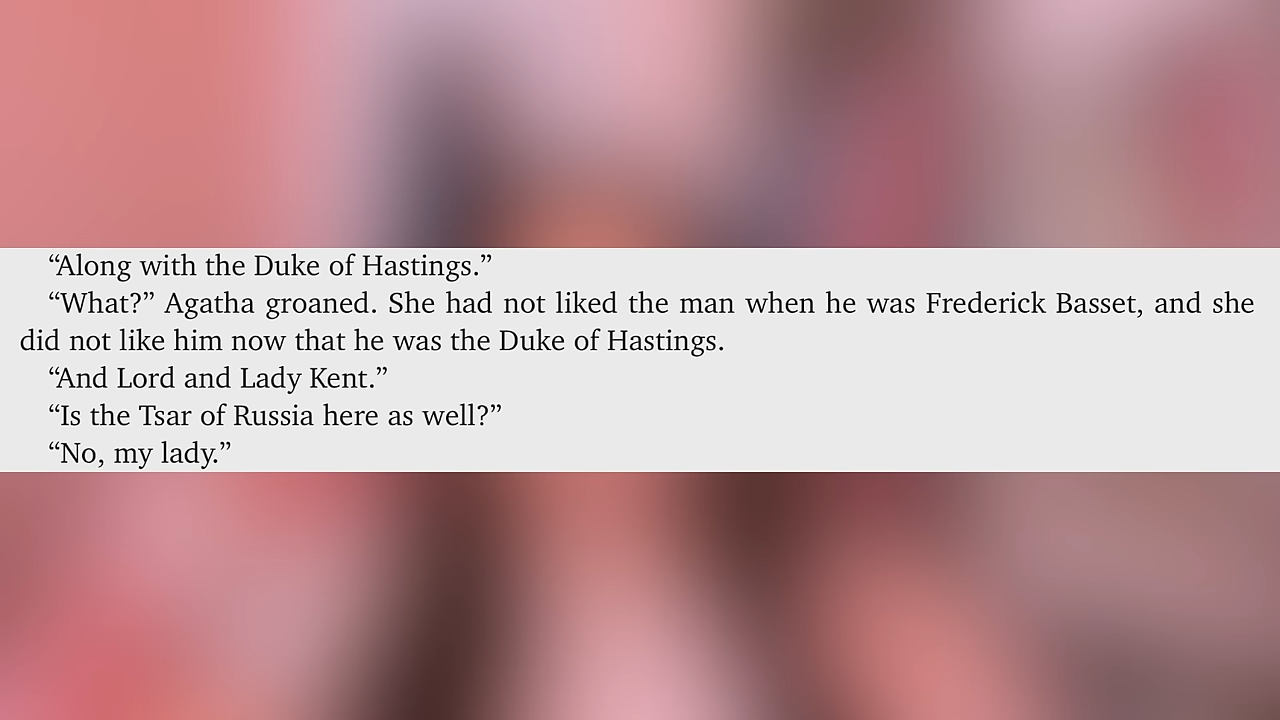 “Along with the Duke of Hastings.”
“What?” Agatha groaned. She had not liked the man when he was Frederick Basset, and she
did not like him now that he was the Duke of Hastings.
“And Lord and Lady Kent.”
“Is the Tsar of Russia here as well?”
“No, my lady.”